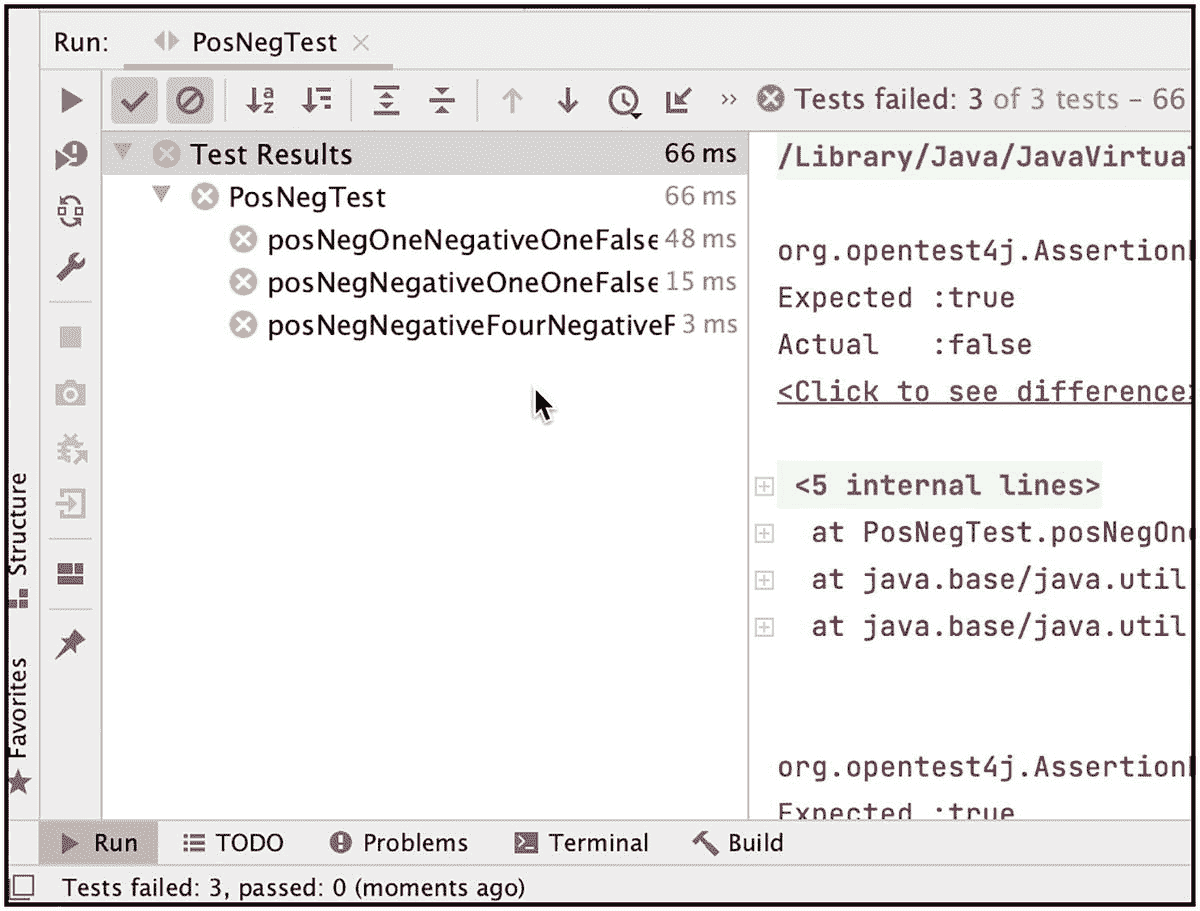 Run: PosNegTest
Tests failed: 3 of 3 tests – 66
Test Results 66 ms
PosNegTest 66 ms
posNegOneNegativeOneFalse 48 ms
posNegNegativeOneOneFalse 15 ms
posNegNegativeFourNegativeF 3 ms
/Library/Java/JavaVirtual
org.opentest4j.Assertion
Expected :true
Actual :false
<Click to see difference>
<5 internal lines>
at PosNegTest.posNegOn
at java.base/java.util
at java.base/java.util
org.opentest4j.Assertion
Expected :true
Structure
Favorites
Run TODO Problems Terminal Build
Tests failed: 3, passed: 0 (moments ago)